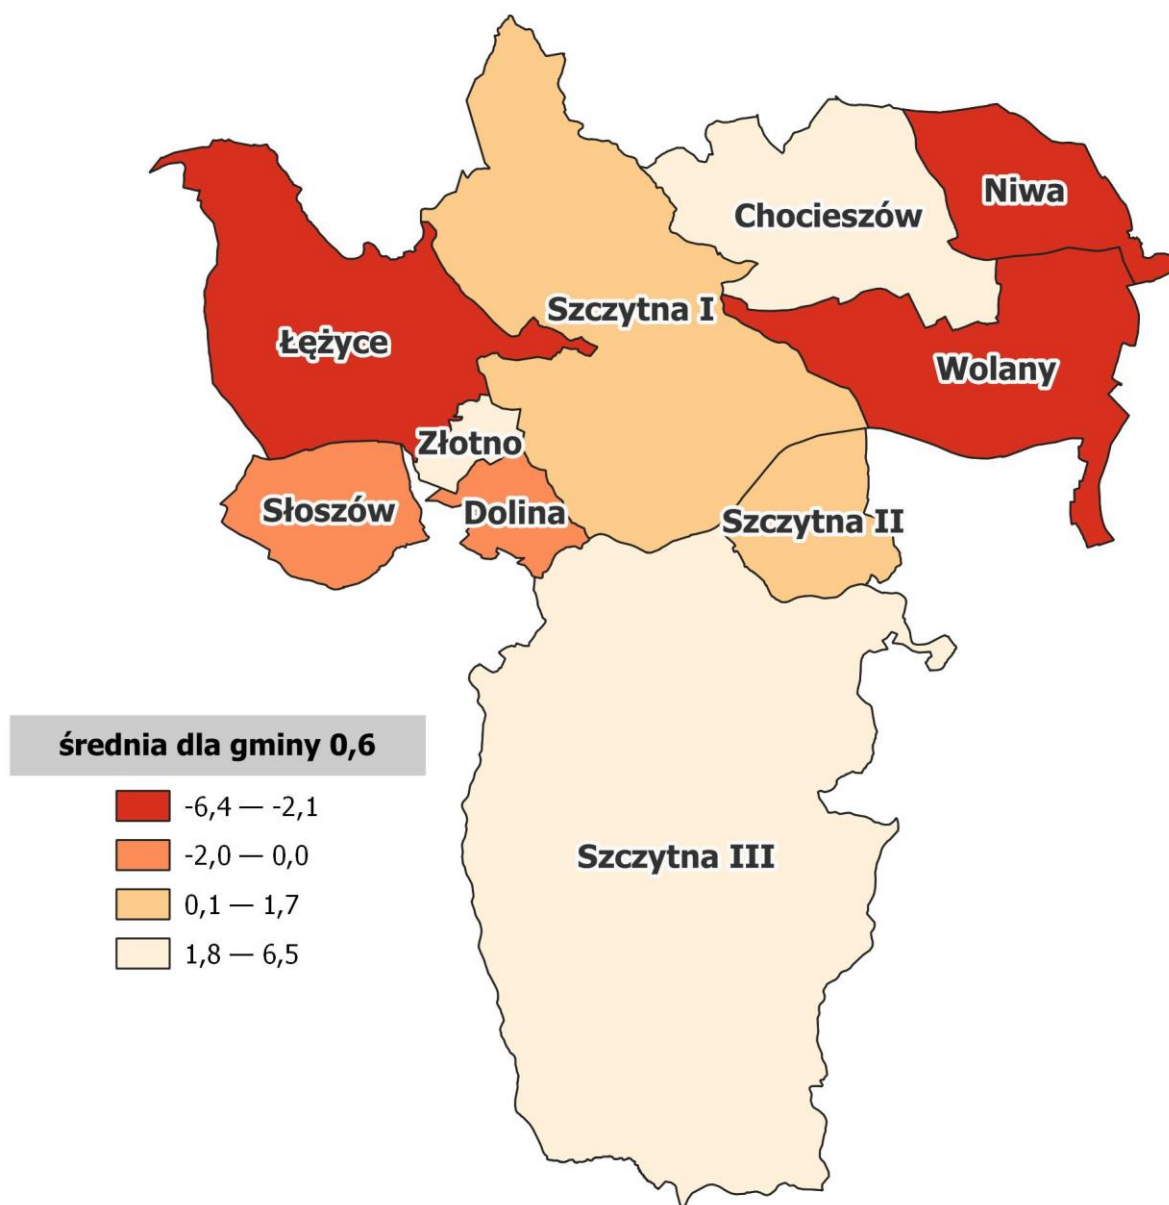 Niwa
Chocieszów
Szczytna I
Łężyce
Wolany
Złotno
Słoszów
Dolina
Szczytna II
średnia dla gminy 0,6
-6,4 — -2,1
-2,0 — 0,0
0,1 — 1,7
1,8 — 6,5
Szczytna III